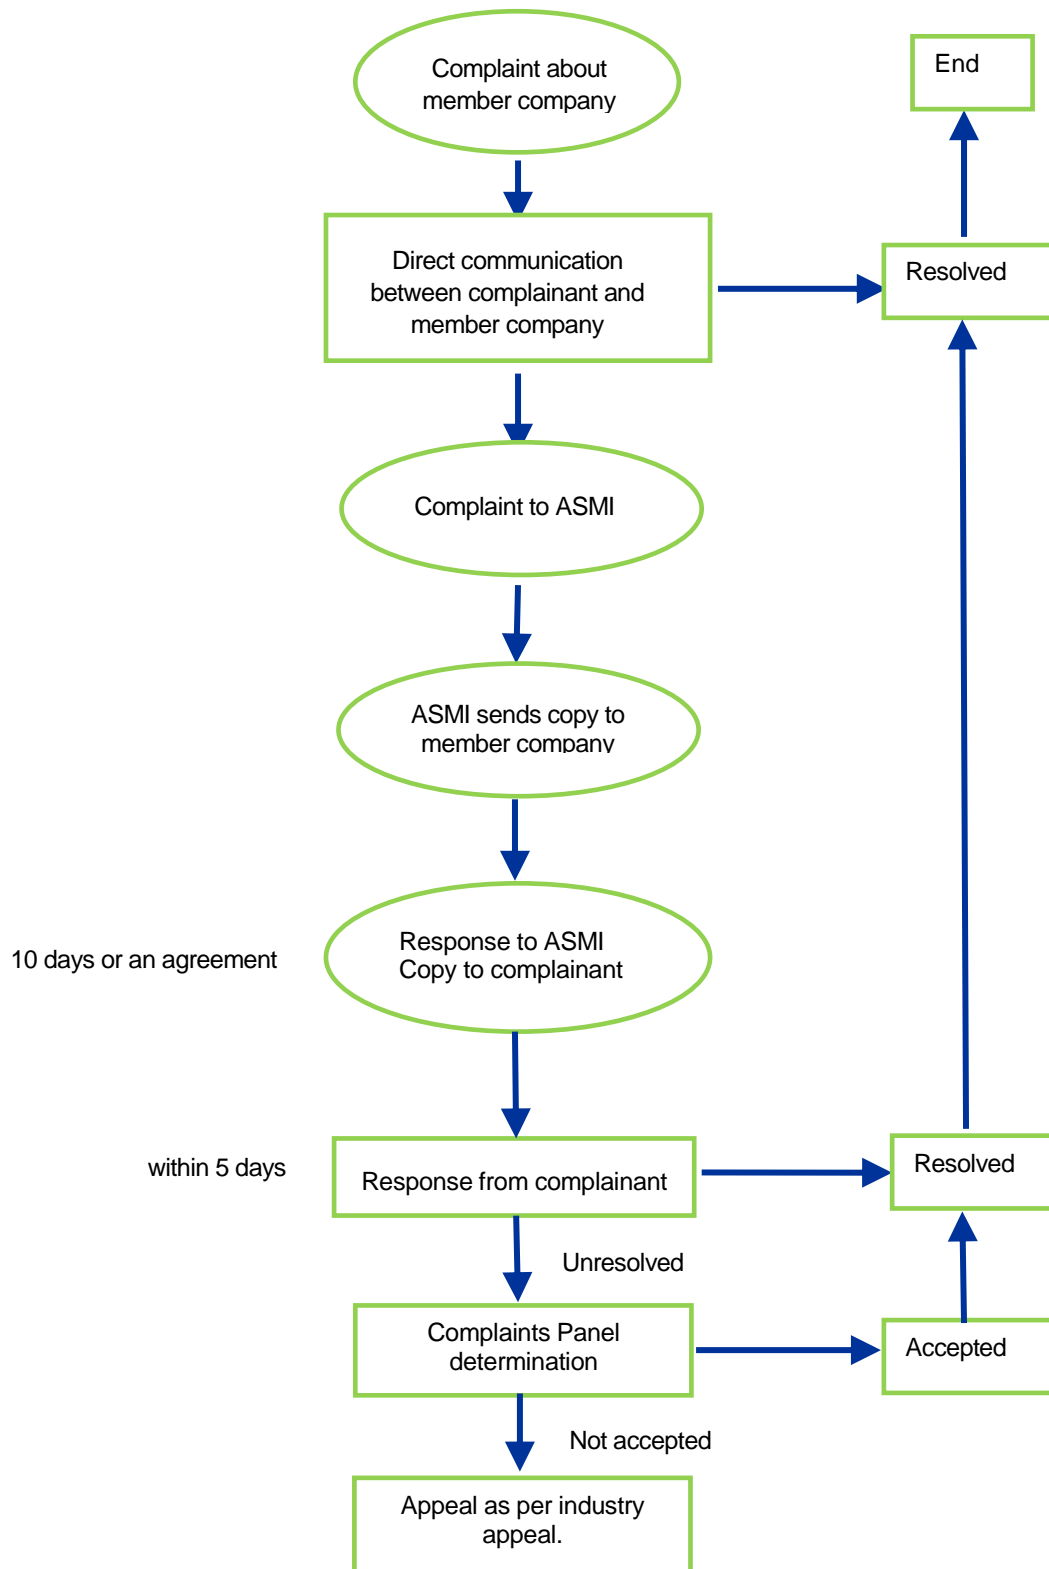 Complaint about
member company
End
Direct communication
between complainant and
member company
Resolved
Complaint to ASMI
ASMI sends copy to
member company
10 days or an agreement
Response to ASMI
Copy to complainant
within 5 days
Response from complainant
Resolved
Unresolved
Complaints Panel
determination
Accepted
Not accepted
Appeal as per industry
appeal.